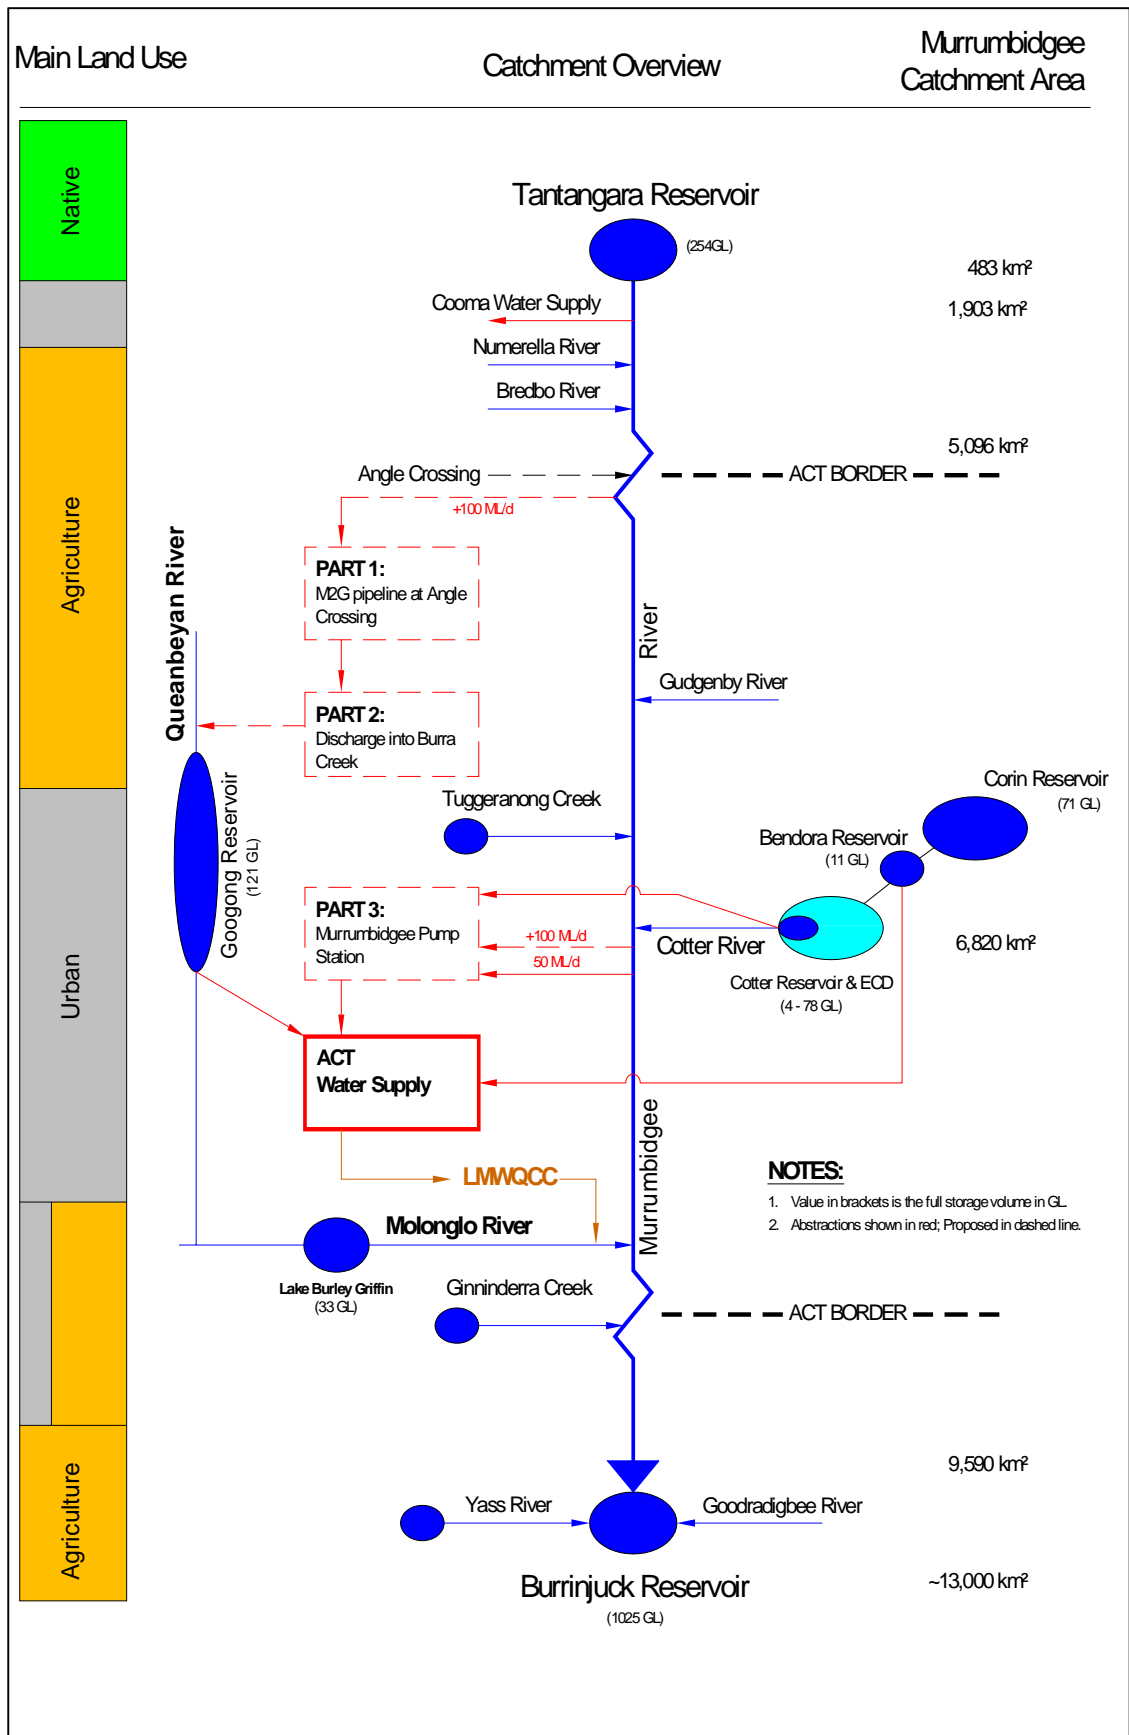 Main Land Use
Catchment Overview
Murrumbidgee
Catchment Area
Native
Tantangara Reservoir
(254GL)
483 km²
Cooma Water Supply
1,903 km²
Numerella River
Bredbo River
5,096 km²
Angle Crossing
ACT BORDER
+100 ML/d
Agriculture
Queanbeyan River
PART 1:
M2G pipeline at Angle
Crossing
River
Gudgenby River
PART 2:
Discharge into Burra
Creek
Googong Reservoir
(121 GL)
Tuggeranong Creek
Corin Reservoir
(71 GL)
Bendora Reservoir
(11 GL)
Urban
PART 3:
Murrumbidgee Pump
Station
+100 ML/d
50 ML/d
Cotter River
6,820 km²
Cotter Reservoir & ECD
(4 - 78 GL)
ACT
Water Supply
Murrumbidgee
LMWQCC
NOTES:
1. Value in brackets is the full storage volume in GL.
2. Abstractions shown in red; Proposed in dashed line.
Molonglo River
Lake Burley Griffin
(33 GL)
Ginninderra Creek
ACT BORDER
9,590 km²
Agriculture
Yass River
Goodradigbee River
Burrinjuck Reservoir
(1025 GL)
~13,000 km²